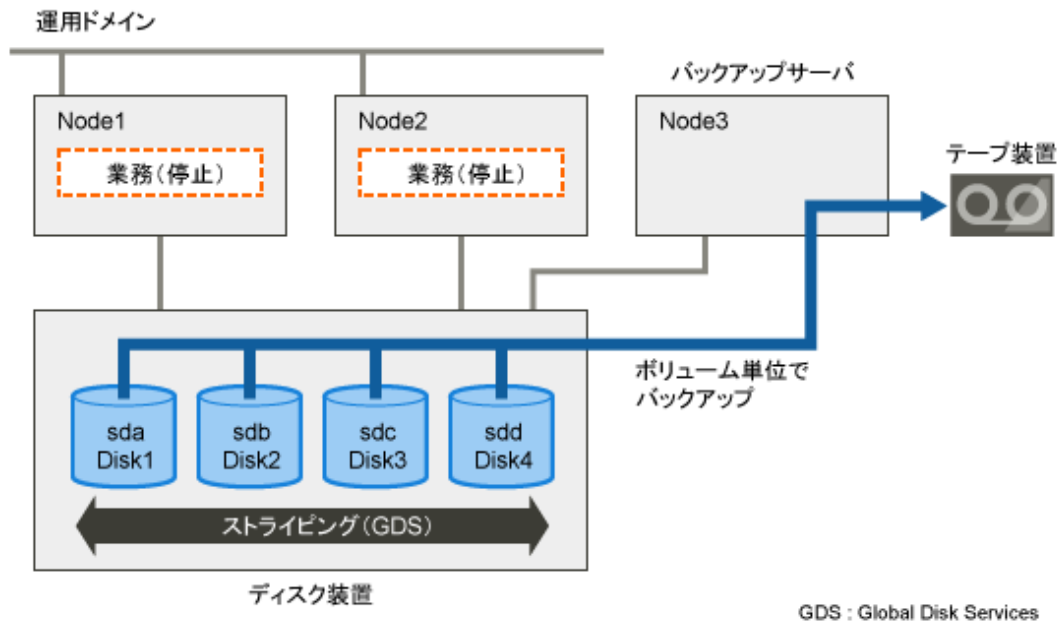 運用ドメイン
バックアップサーバ
Node1
業務(停止)
Node2
業務(停止)
Node3
テープ装置
ボリューム単位で
バックアップ
sda
Disk1
sdb
Disk2
sdc
Disk3
sdd
Disk4
ストライピング(GDS)
ディスク装置
GDS : Global Disk Services